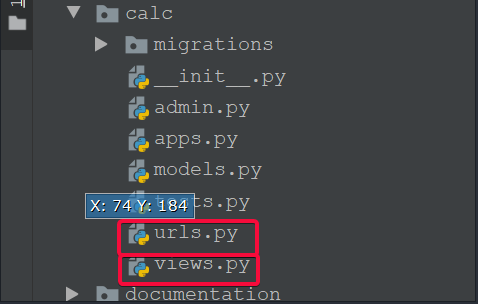 calc
migrations
__init__.py
admin.py
apps.py
models.py
X: 74 Y: 184
urls.py
views.py
documentation